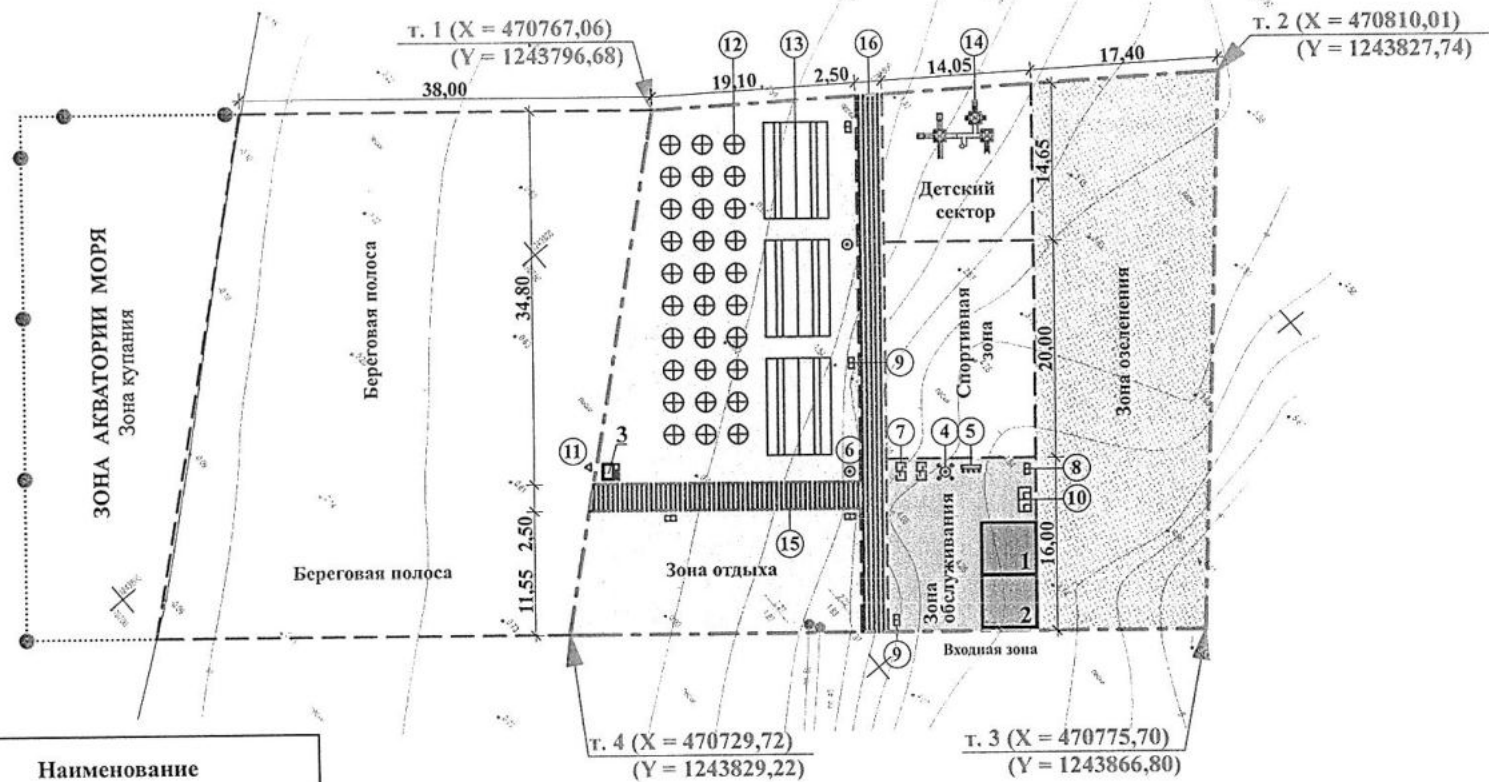 т. 1 (X = 470767,06)
(Y = 1243796,68)
т. 2 (X = 470810,01)
(Y = 1243827,74)
12
13
16
14
38,00
19,10
2,50
14,05
17,40
ЗОНА АКВАТОРИИ МОРЯ
Зона купания
Береговая полоса
34,80
Детский
сектор
14,65
Спортивная
зона
20,00
Зона озеленения
9
11
3
6
7
4
5
8
10
2,50
11,55
15
Береговая полоса
Зона отдыха
Зона
обслуживания
1
2
16,00
9
Входная зона
т. 4 (X = 470729,72)
(Y = 1243829,22)
т. 3 (X = 470775,70)
(Y = 1243866,80)
Наименование